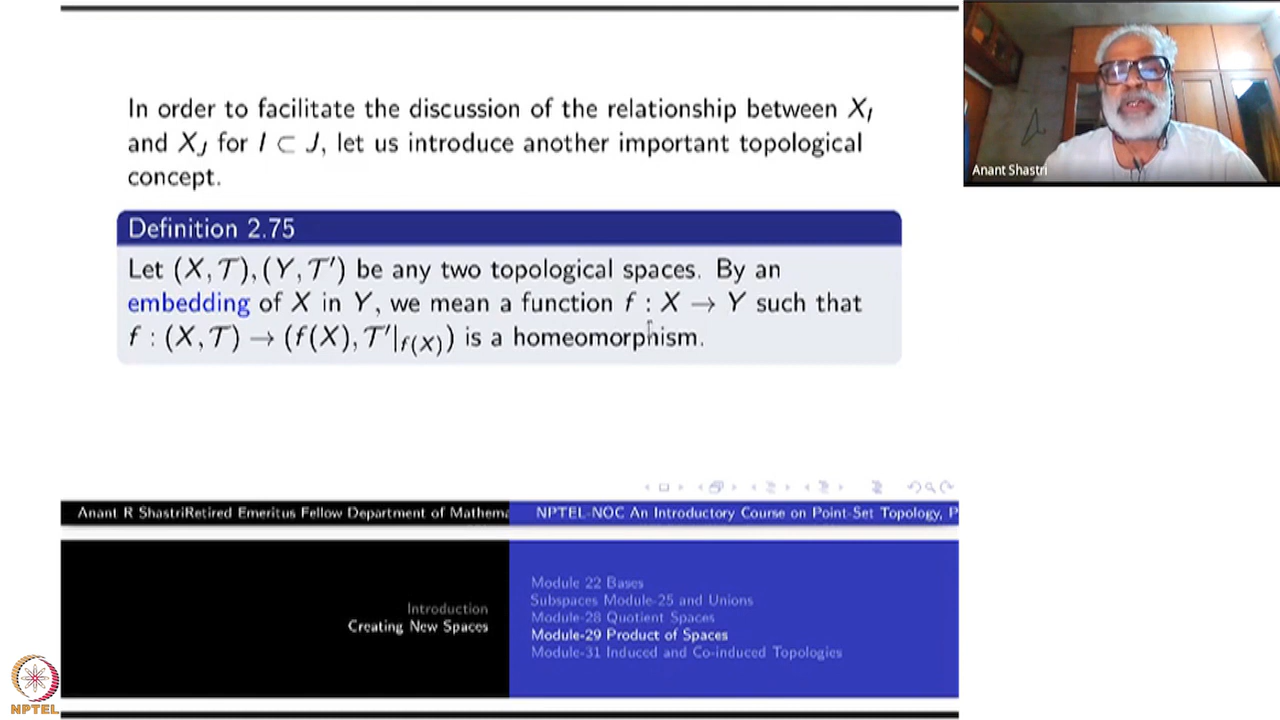 In order to facilitate the discussion of the relationship between X_I
and X_J for I ⊂ J, let us introduce another important topological
concept.
Definition 2.75
Let (X, 𝒯), (Y, 𝒯′) be any two topological spaces. By an
embedding of X in Y, we mean a function f : X → Y such that
f : (X, 𝒯) → (f(X), 𝒯′|_{f(X)}) is a homeomorphism.
Anant Shastri
Anant R ShastriRetired Emeritus Fellow Department of Mathema
NPTEL-NOC An Introductory Course on Point-Set Topology, P
Introduction
Creating New Spaces
Module 22 Bases
Subspaces Module-25 and Unions
Module-28 Quotient Spaces
Module-29 Product of Spaces
Module-31 Induced and Co-induced Topologies
NPTEL